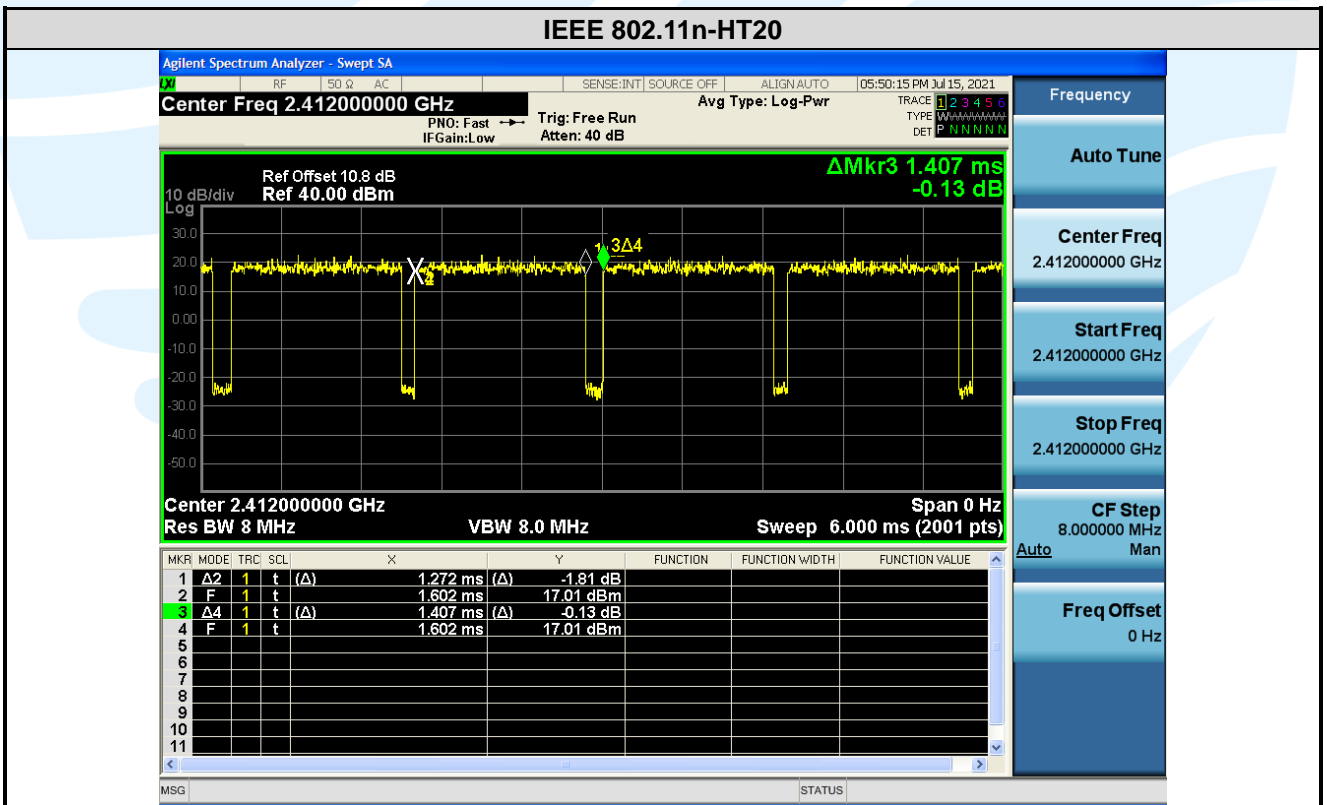 IEEE 802.11n-HT20
Agilent Spectrum Analyzer - Swept SA
LXI RF 50 Ω AC SENSE:INT SOURCE OFF ALIGN AUTO 05:50:15 PM Jul 15, 2021
Center Freq 2.412000000 GHz
PNO: Fast
IFGain:Low
Trig: Free Run
Atten: 40 dB
Avg Type: Log-Pwr
TRACE 1 2 3 4 5 6
TYPE
DET P N N N N N
ΔMkr3 1.407 ms
-0.13 dB
Ref Offset 10.8 dB
10 dB/div Ref 40.00 dBm
Log
30.0
20.0
10.0
0.00
-10.0
-20.0
-30.0
-40.0
-50.0
3Δ4
Center 2.412000000 GHz Span 0 Hz
Res BW 8 MHz VBW 8.0 MHz Sweep 6.000 ms (2001 pts)
MKR MODE TRC SCL X Y FUNCTION FUNCTION WIDTH FUNCTION VALUE
1 Δ2 1 t (Δ) 1.272 ms (Δ) -1.81 dB
2 F 1 t 1.602 ms 17.01 dBm
3 Δ4 1 t (Δ) 1.407 ms (Δ) -0.13 dB
4 F 1 t 1.602 ms 17.01 dBm
5
6
7
8
9
10
11
MSG STATUS
Frequency
Auto Tune
Center Freq
2.412000000 GHz
Start Freq
2.412000000 GHz
Stop Freq
2.412000000 GHz
CF Step
8.000000 MHz
Auto Man
Freq Offset
0 Hz